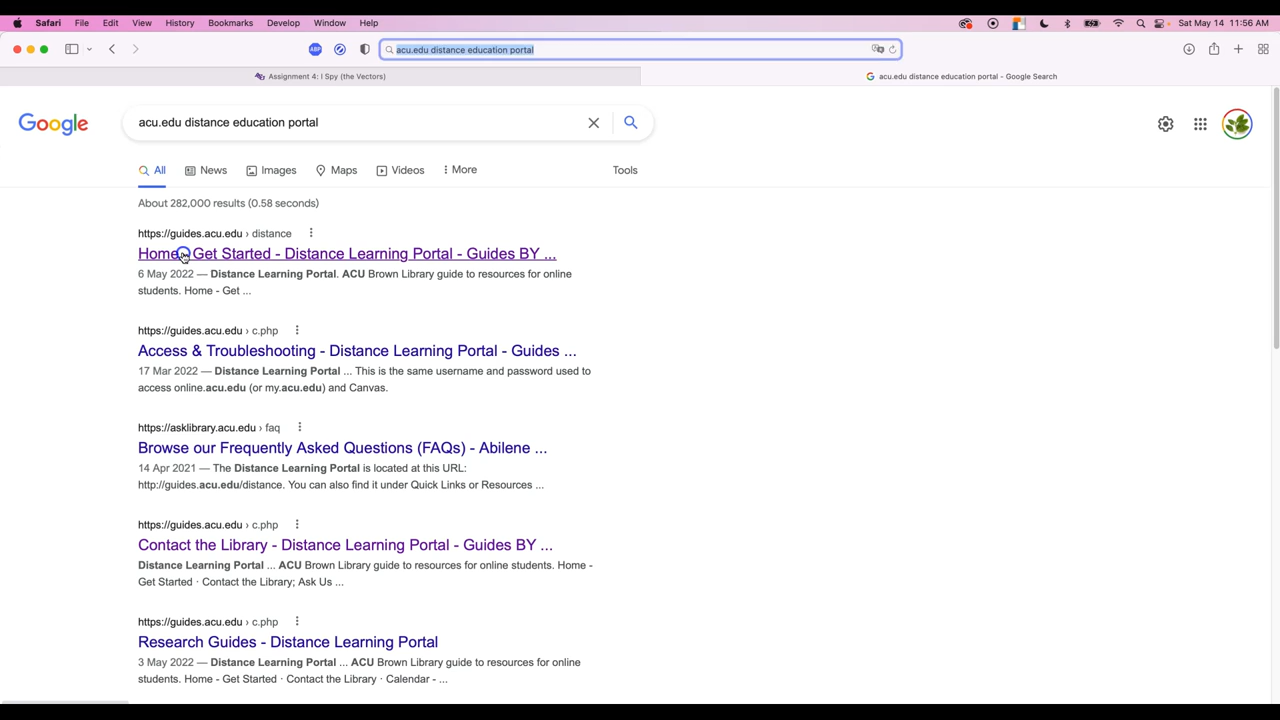 Safari File Edit View History Bookmarks Develop Window Help Sat May 14 11:56 AM
ABP acu.edu distance education portal
Assignment 4: I Spy (the Vectors) acu.edu distance education portal - Google Search
Google acu.edu distance education portal
All News Images Maps Videos More Tools
About 282,000 results (0.58 seconds)
https://guides.acu.edu › distance
Home - Get Started - Distance Learning Portal - Guides BY ...
6 May 2022 — Distance Learning Portal. ACU Brown Library guide to resources for online
students. Home - Get ...
https://guides.acu.edu › c.php
Access & Troubleshooting - Distance Learning Portal - Guides ...
17 Mar 2022 — Distance Learning Portal ... This is the same username and password used to
access online.acu.edu (or my.acu.edu) and Canvas.
https://asklibrary.acu.edu › faq
Browse our Frequently Asked Questions (FAQs) - Abilene ...
14 Apr 2021 — The Distance Learning Portal is located at this URL:
http://guides.acu.edu/distance. You can also find it under Quick Links or Resources ...
https://guides.acu.edu › c.php
Contact the Library - Distance Learning Portal - Guides BY ...
Distance Learning Portal ... ACU Brown Library guide to resources for online students. Home -
Get Started · Contact the Library; Ask Us ...
https://guides.acu.edu › c.php
Research Guides - Distance Learning Portal
3 May 2022 — Distance Learning Portal ... ACU Brown Library guide to resources for online
students. Home - Get Started · Contact the Library · Calendar - ...